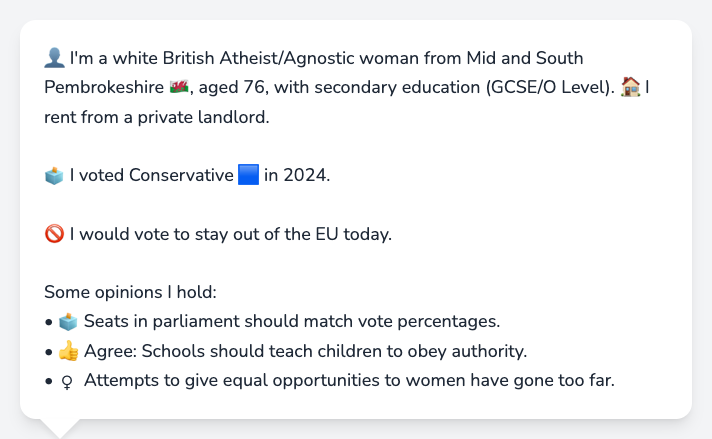 👤 I'm a white British Atheist/Agnostic woman from Mid and South
Pembrokeshire 🏴󠁧󠁢󠁷󠁬󠁳󠁿, aged 76, with secondary education (GCSE/O Level). 🏠 I
rent from a private landlord.
🗳️ I voted Conservative 🟦 in 2024.
🚫 I would vote to stay out of the EU today.
Some opinions I hold:
• 🗳️ Seats in parliament should match vote percentages.
• 👍 Agree: Schools should teach children to obey authority.
• ♀ Attempts to give equal opportunities to women have gone too far.